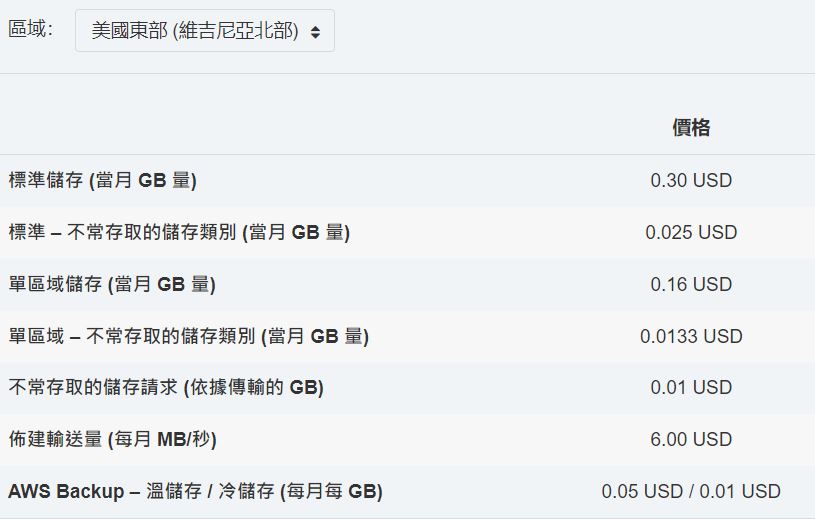 區域： 美國東部 (維吉尼亞北部)
價格
標準儲存 (當月 GB 量) 0.30 USD
標準 – 不常存取的儲存類別 (當月 GB 量) 0.025 USD
單區域儲存 (當月 GB 量) 0.16 USD
單區域 – 不常存取的儲存類別 (當月 GB 量) 0.0133 USD
不常存取的儲存請求 (依據傳輸的 GB) 0.01 USD
佈建輸送量 (每月 MB/秒) 6.00 USD
AWS Backup – 溫儲存 / 冷儲存 (每月每 GB) 0.05 USD / 0.01 USD